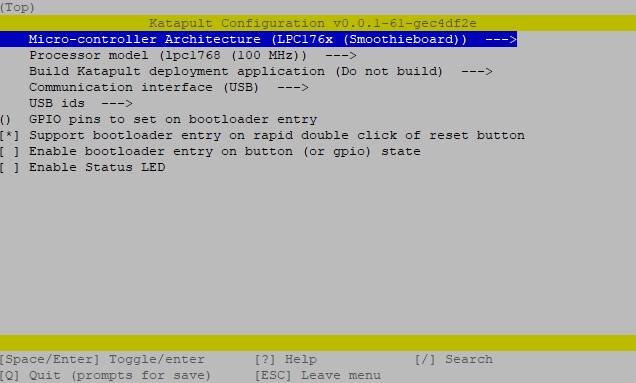 (Top)
Katapult Configuration v0.0.1-61-gec4df2e
Micro-controller Architecture (LPC176x (Smoothieboard)) --->
Processor model (lpc1768 (100 MHz)) --->
Build Katapult deployment application (Do not build) --->
Communication interface (USB) --->
USB ids --->
() GPIO pins to set on bootloader entry
[*] Support bootloader entry on rapid double click of reset button
[ ] Enable bootloader entry on button (or gpio) state
[ ] Enable Status LED
[Space/Enter] Toggle/enter [?] Help [/] Search
[Q] Quit (prompts for save) [ESC] Leave menu